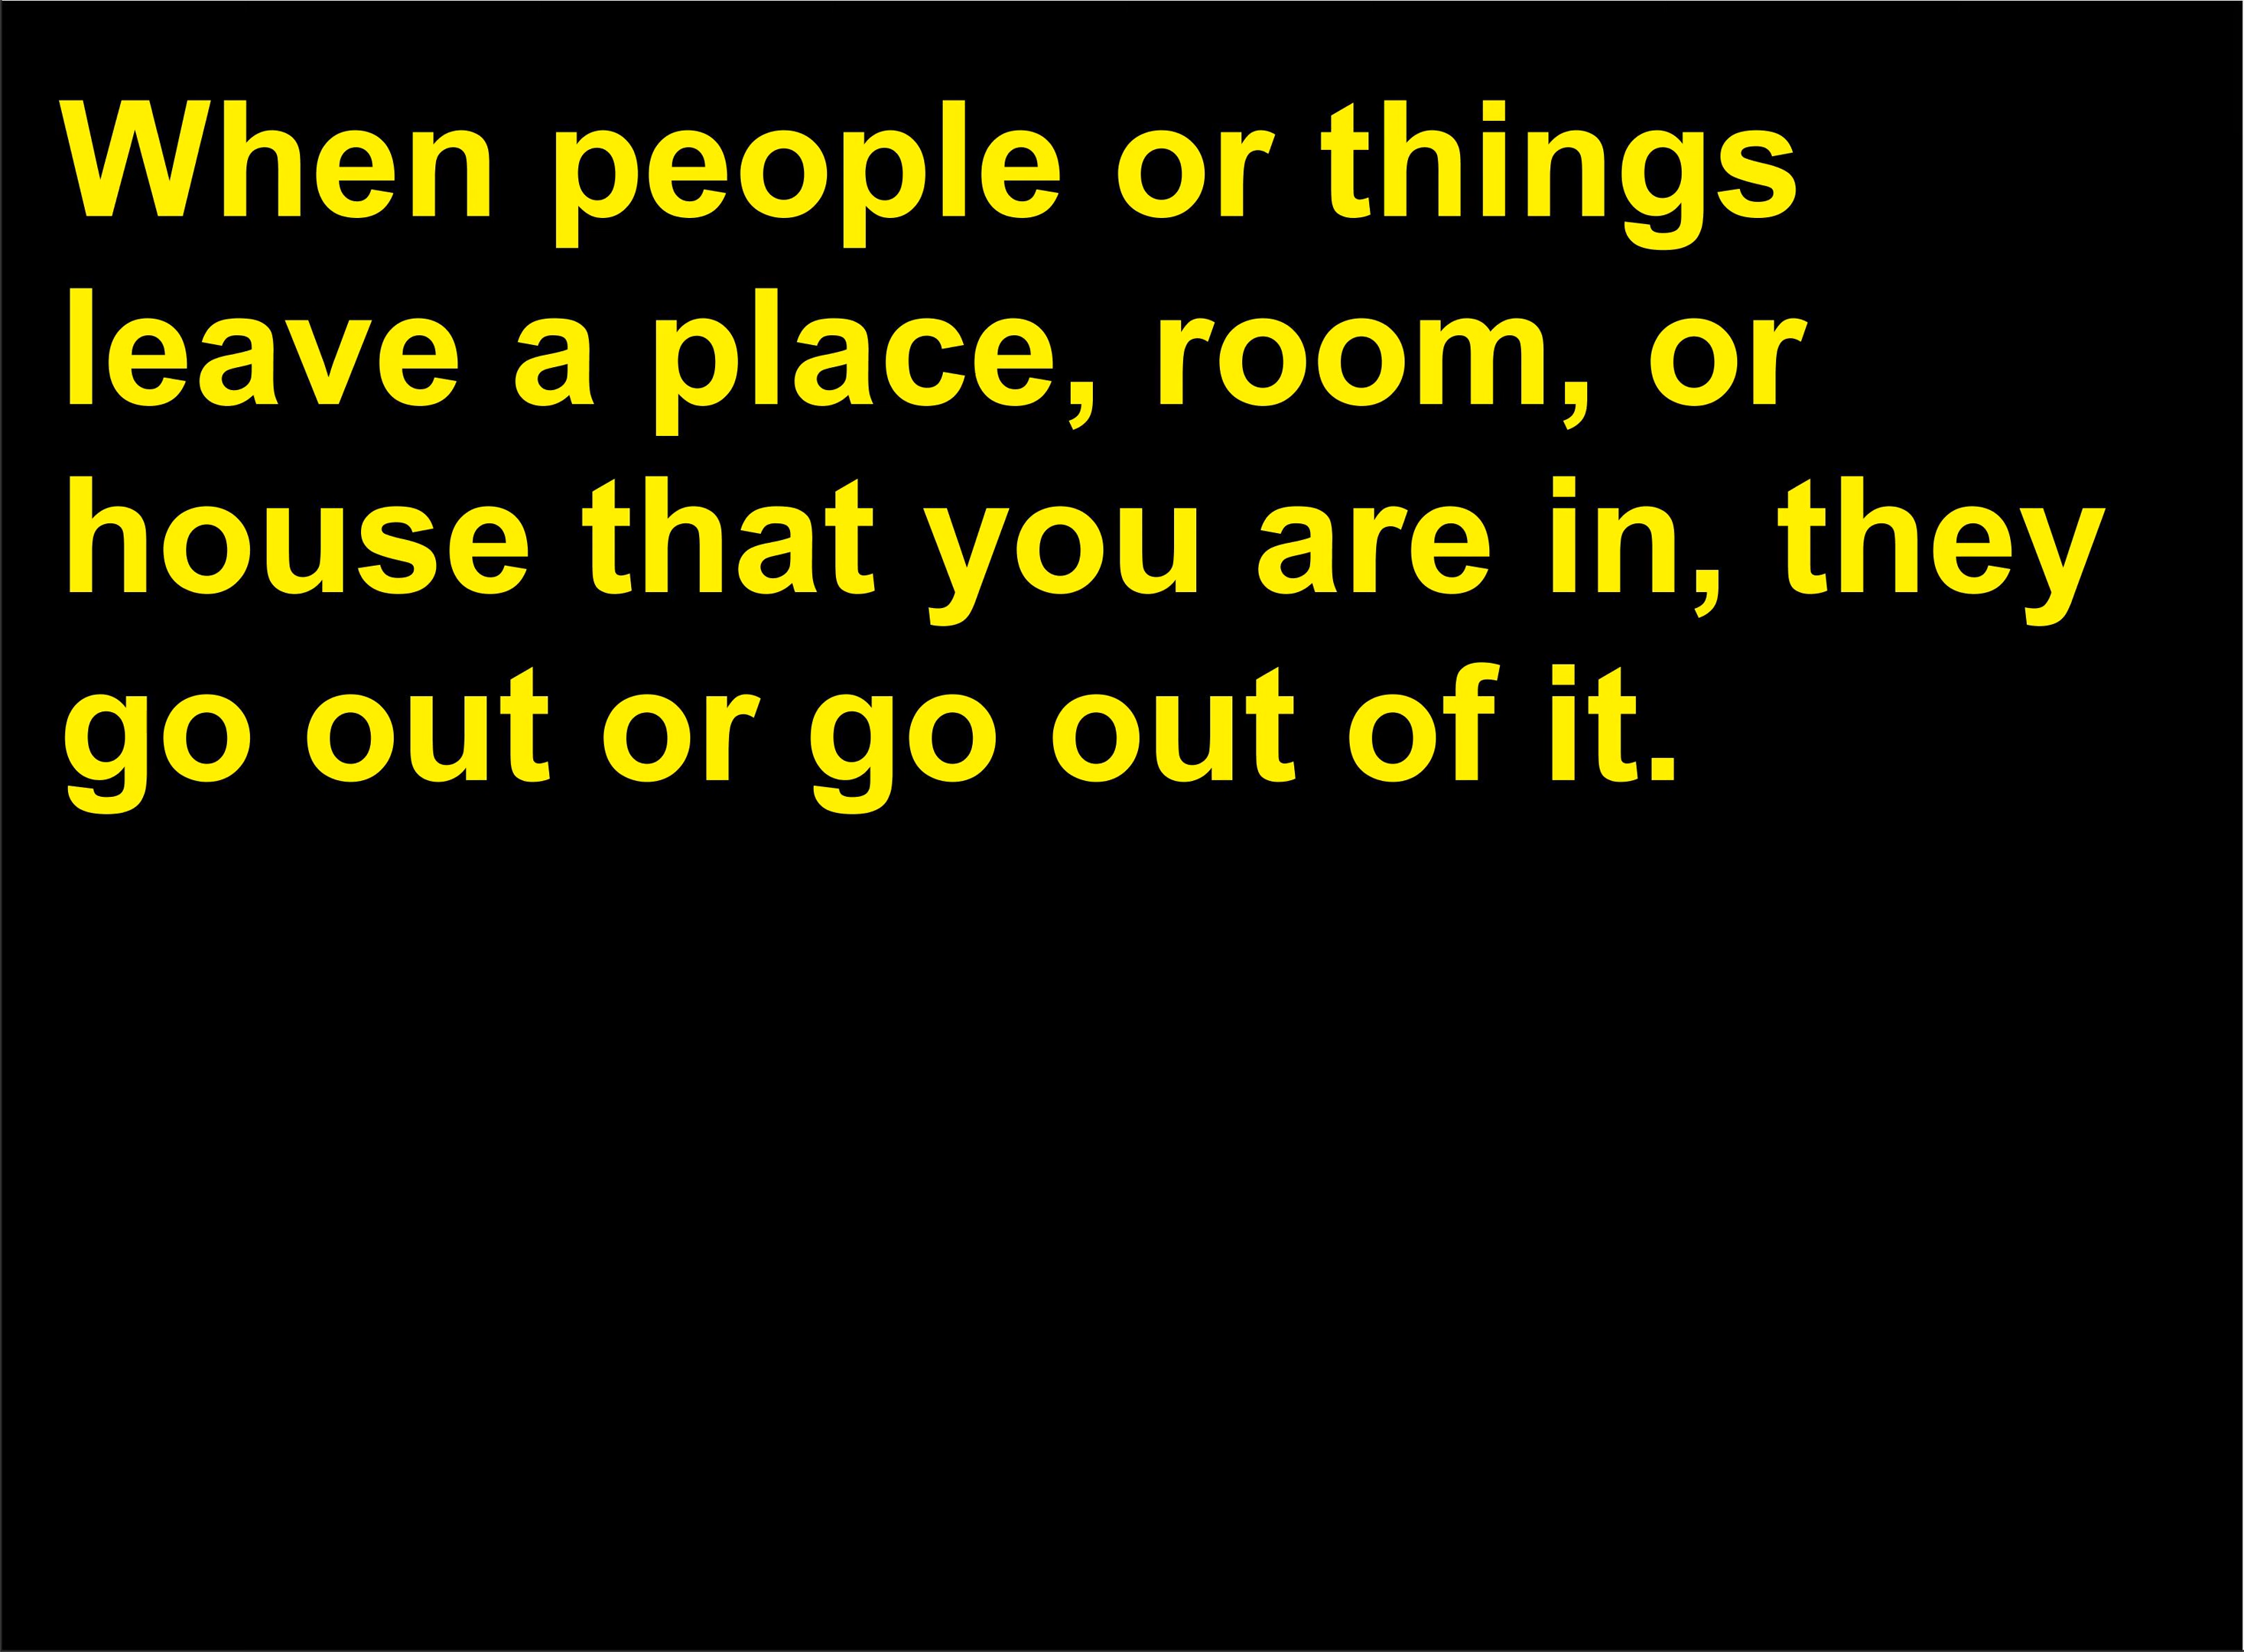 When people or things
leave a place, room, or
house that you are in, they
go out or go out of it.